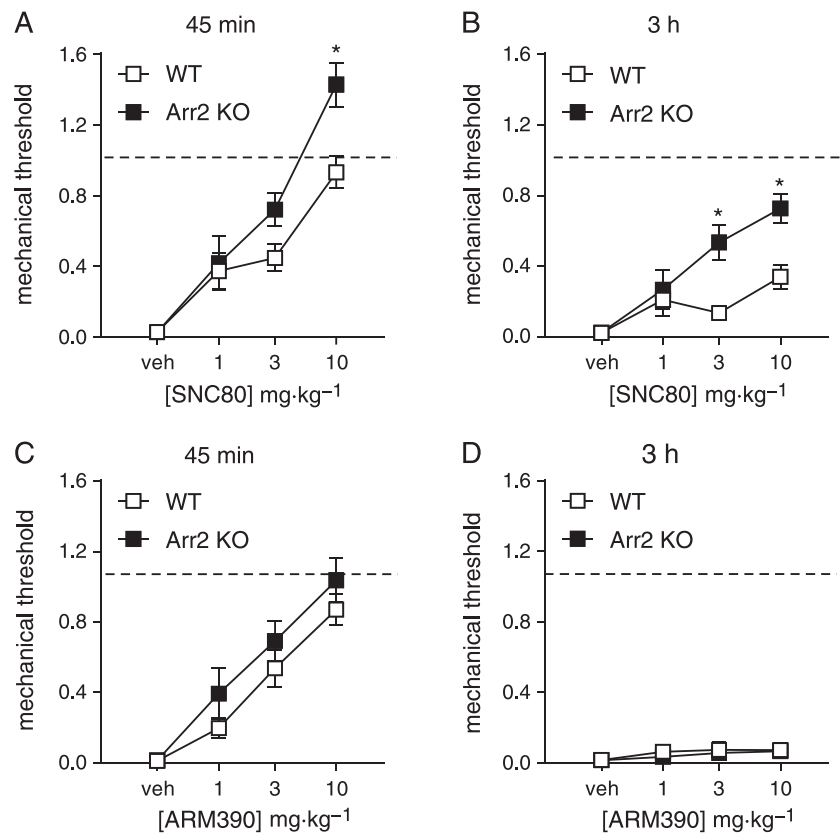 A
45 min
1.6
1.2
0.8
0.4
0.0
mechanical threshold
WT
Arr2 KO
*
veh
1
3
10
[SNC80] mg·kg⁻¹
B
3 h
1.6
1.2
0.8
0.4
0.0
mechanical threshold
WT
Arr2 KO
*
*
veh
1
3
10
[SNC80] mg·kg⁻¹
C
45 min
1.6
1.2
0.8
0.4
0.0
mechanical threshold
WT
Arr2 KO
veh
1
3
10
[ARM390] mg·kg⁻¹
D
3 h
1.6
1.2
0.8
0.4
0.0
mechanical threshold
WT
Arr2 KO
veh
1
3
10
[ARM390] mg·kg⁻¹